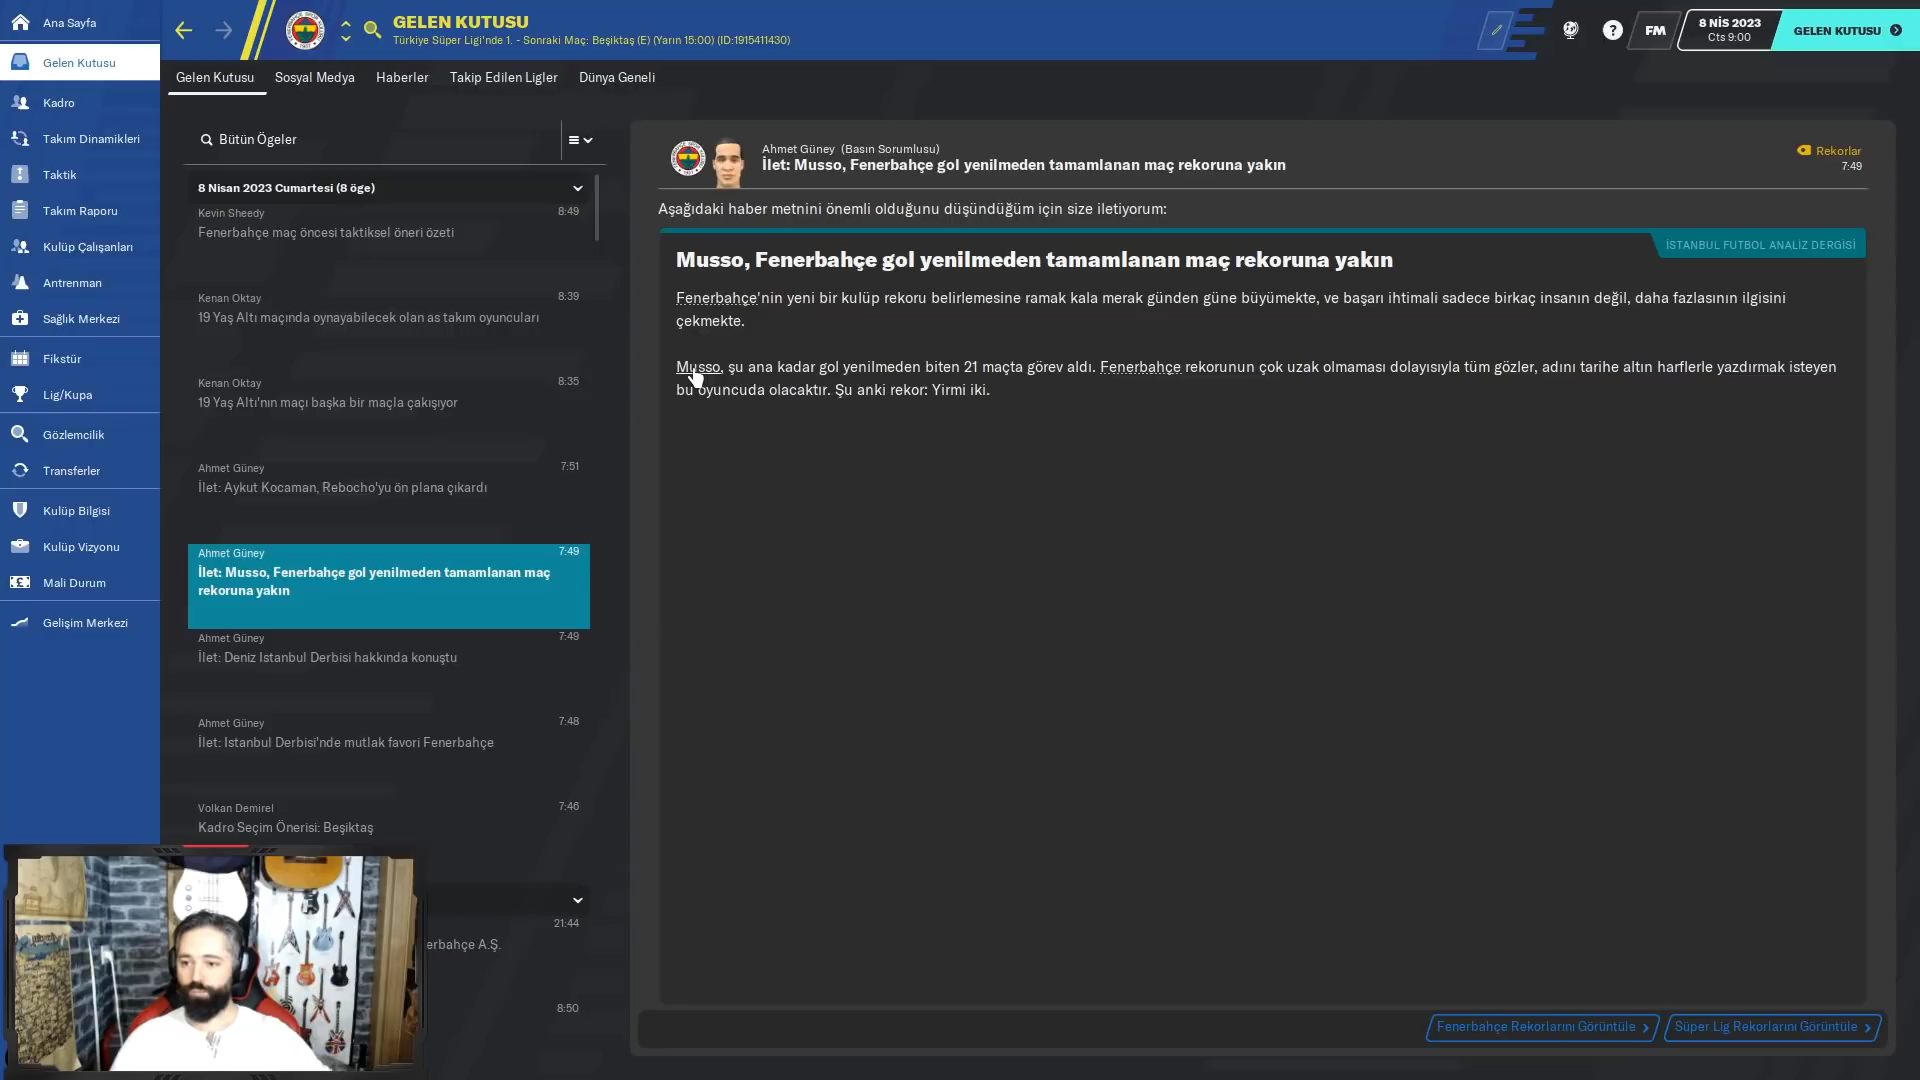 Ana Sayfa
Gelen Kutusu
Kadro
Takım Dinamikleri
Taktik
Takım Raporu
Kulüp Çalışanları
Antrenman
Sağlık Merkezi
Fikstür
Lig/Kupa
Gözlemcilik
Transferler
Kulüp Bilgisi
Kulüp Vizyonu
Mali Durum
Gelişim Merkezi
GELEN KUTUSU
Türkiye Süper Ligi'nde 1. - Sonraki Maç: Beşiktaş (E) (Yarın 15:00) (ID:1915411430)
FM
8 NİS 2023
Cts 9:00
GELEN KUTUSU
Gelen Kutusu Sosyal Medya Haberler Takip Edilen Ligler Dünya Geneli
Bütün Ögeler
8 Nisan 2023 Cumartesi (8 öge)
Kevin Sheedy 8:49
Fenerbahçe maç öncesi taktiksel öneri özeti
Kenan Oktay 8:39
19 Yaş Altı maçında oynayabilecek olan as takım oyuncuları
Kenan Oktay 8:35
19 Yaş Altı'nın maçı başka bir maçla çakışıyor
Ahmet Güney 7:51
İlet: Aykut Kocaman, Rebocho'yu ön plana çıkardı
Ahmet Güney 7:49
İlet: Musso, Fenerbahçe gol yenilmeden tamamlanan maç
rekoruna yakın
Ahmet Güney 7:49
İlet: Deniz Istanbul Derbisi hakkında konuştu
Ahmet Güney 7:48
İlet: Istanbul Derbisi'nde mutlak favori Fenerbahçe
Volkan Demirel 7:46
Kadro Seçim Önerisi: Beşiktaş
21:44
erbahçe A.Ş.
8:50
Ahmet Güney (Basın Sorumlusu)
İlet: Musso, Fenerbahçe gol yenilmeden tamamlanan maç rekoruna yakın
Rekorlar
7:49
Aşağıdaki haber metnini önemli olduğunu düşündüğüm için size iletiyorum:
İSTANBUL FUTBOL ANALİZ DERGİSİ
Musso, Fenerbahçe gol yenilmeden tamamlanan maç rekoruna yakın
Fenerbahçe'nin yeni bir kulüp rekoru belirlemesine ramak kala merak günden güne büyümekte, ve başarı ihtimali sadece birkaç insanın değil, daha fazlasının ilgisini
çekmekte.
Musso, şu ana kadar gol yenilmeden biten 21 maçta görev aldı. Fenerbahçe rekorunun çok uzak olmaması dolayısıyla tüm gözler, adını tarihe altın harflerle yazdırmak isteyen
bu oyuncuda olacaktır. Şu anki rekor: Yirmi iki.
Fenerbahçe Rekorlarını Görüntüle
Süper Lig Rekorlarını Görüntüle